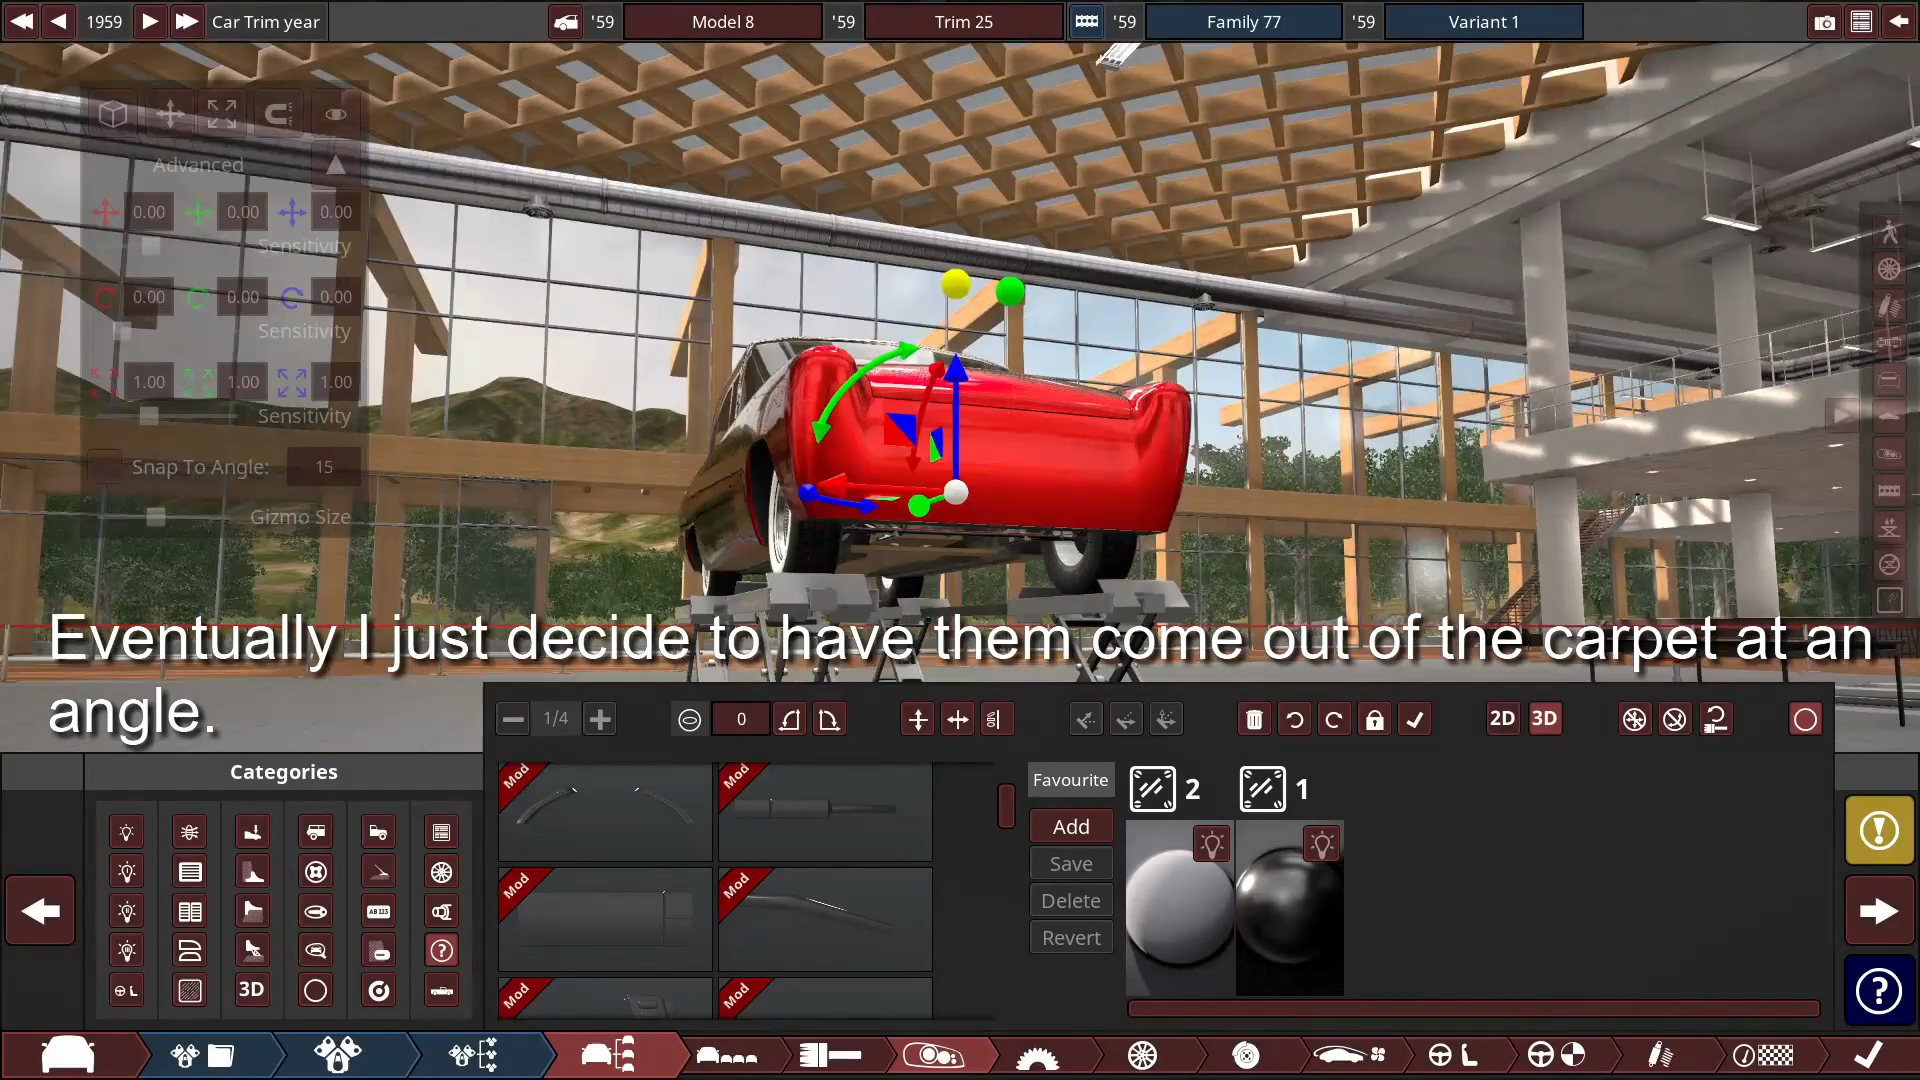 1959 Car Trim year '59 Model 8 '59 Trim 25 '59 Family 77 '59 Variant 1
Advanced
0.00 0.00 0.00
Sensitivity
0.00 0.00 0.00
Sensitivity
1.00 1.00 1.00
Sensitivity
Snap To Angle: 15
Gizmo Size
Eventually I just decide to have them come out of the carpet at an
angle.
1/4 0 2D 3D
Categories
Mod Mod
Favourite 2 1
Add
Save
Mod Mod
Delete
AB 123
Revert
?
3D
Mod Mod
?